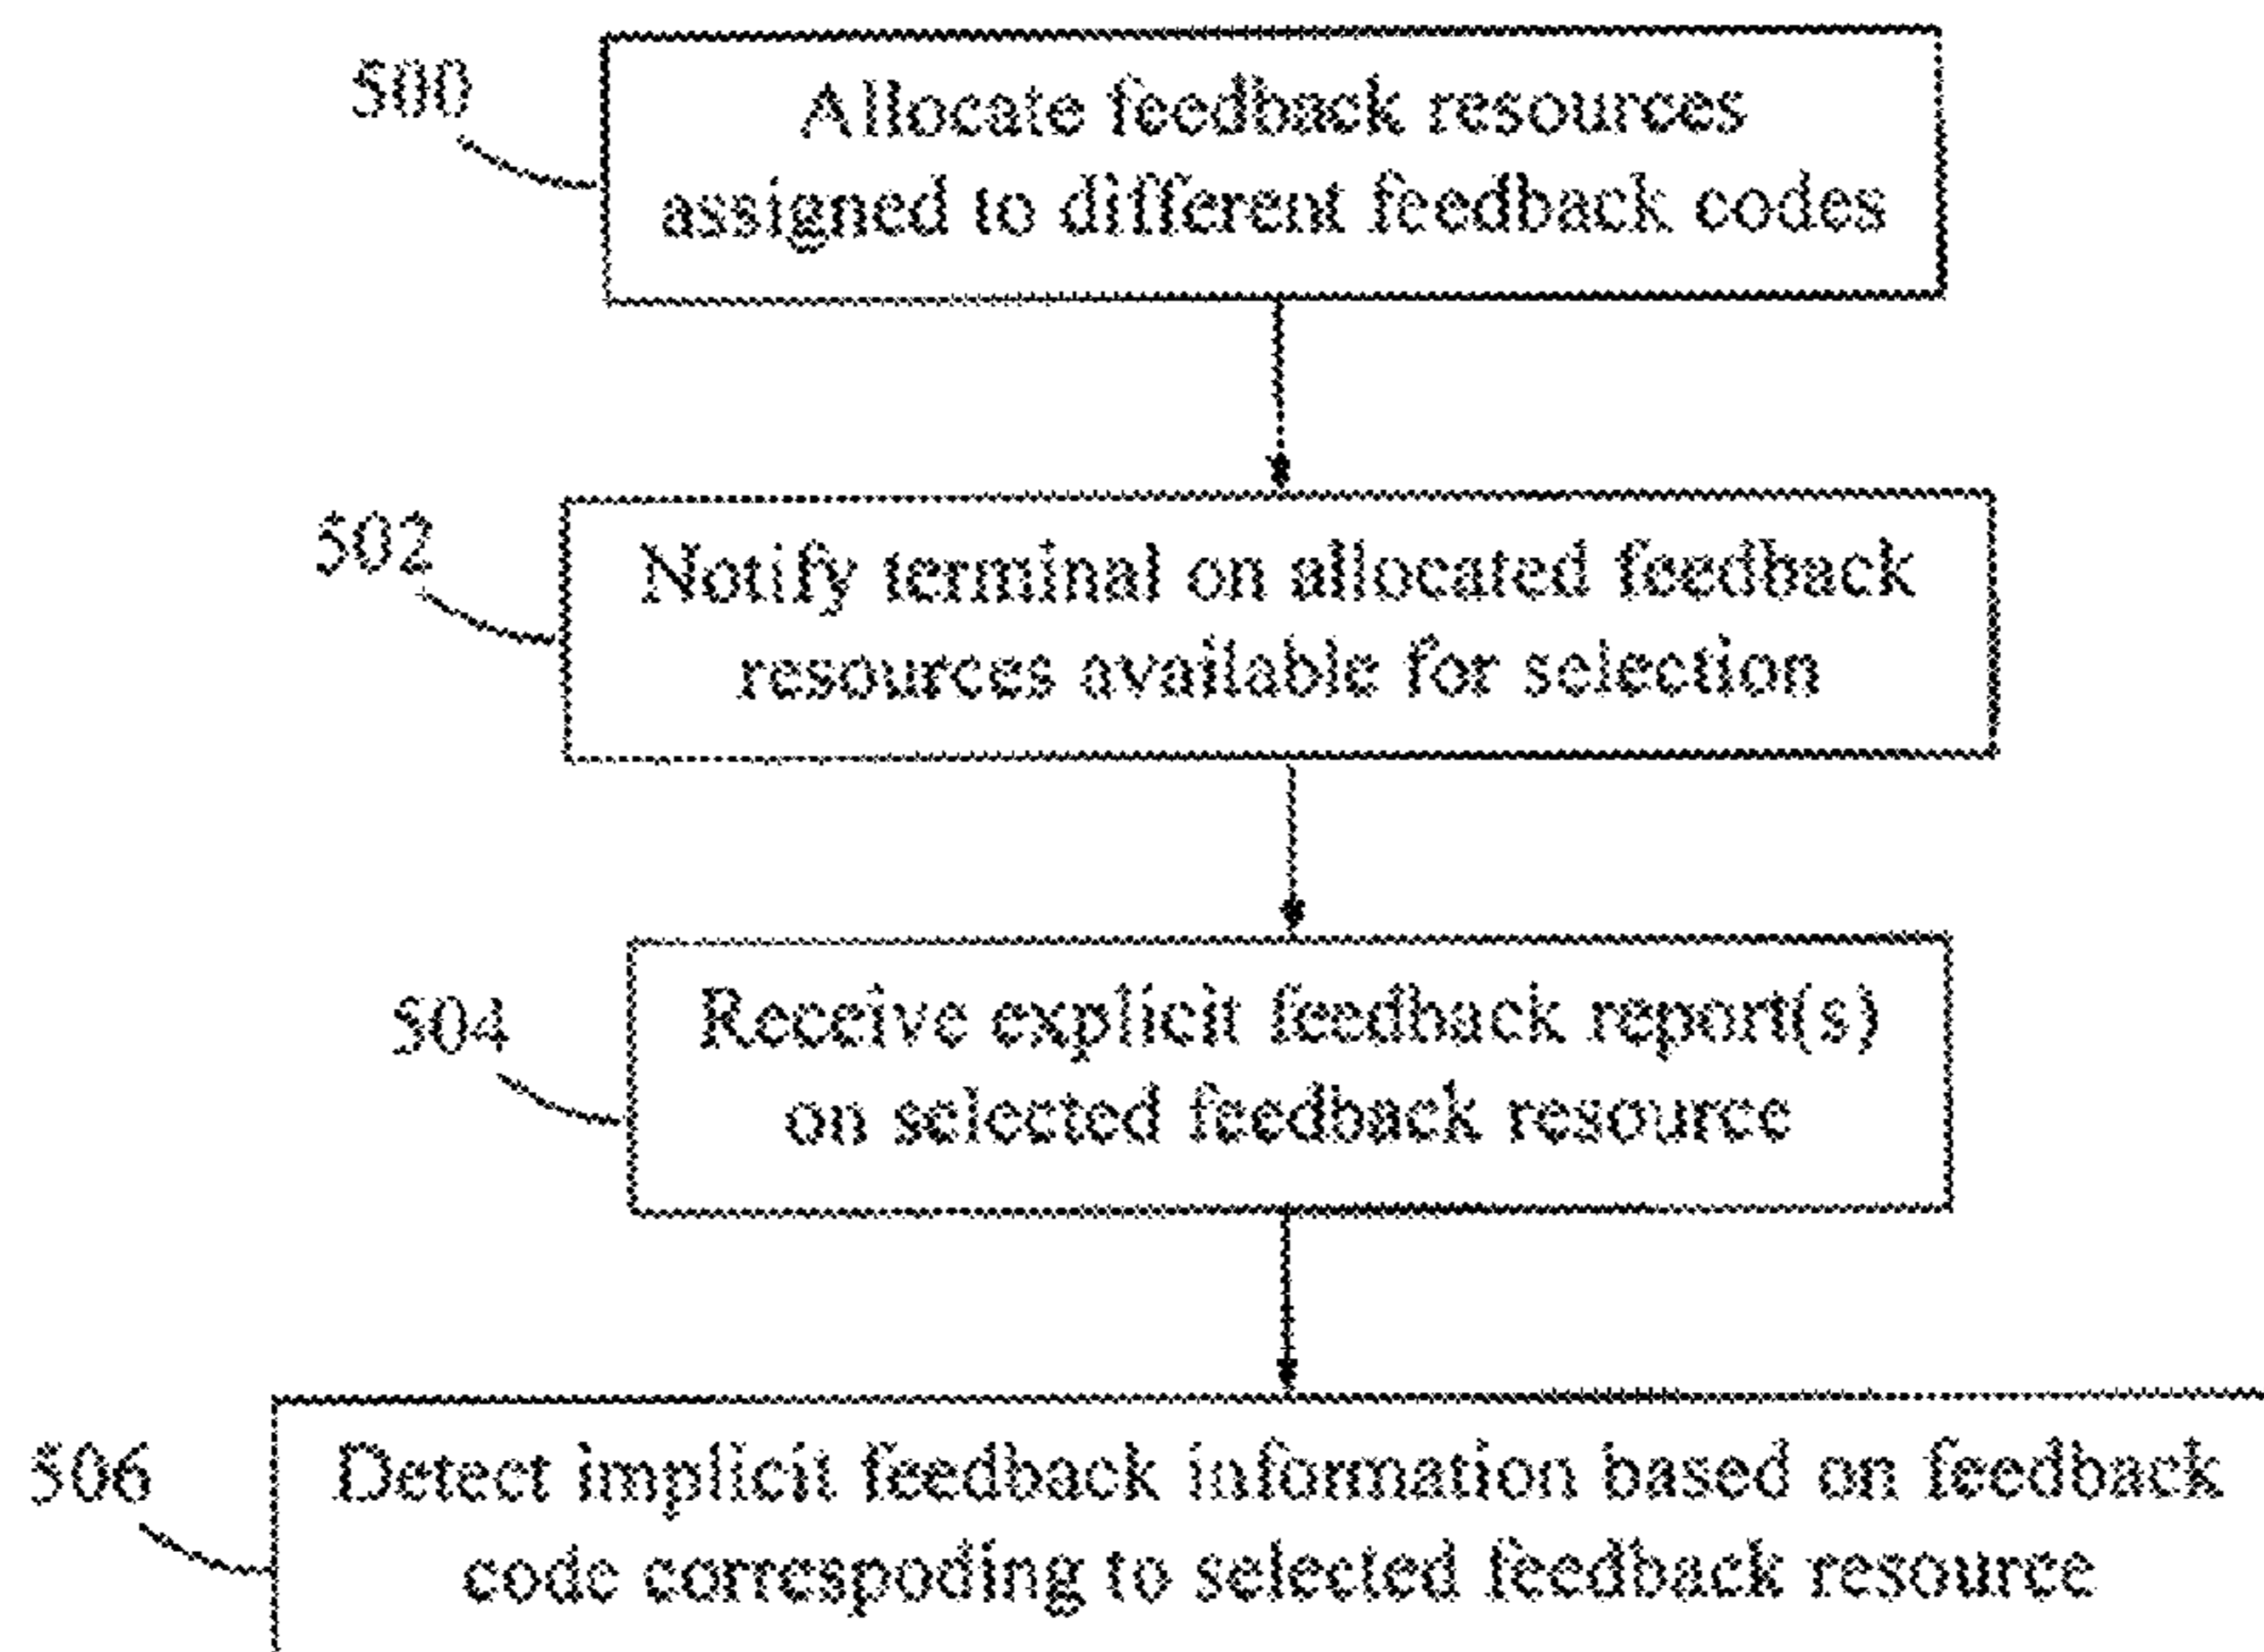 500
Allocate feedback resources
assigned to different feedback codes
502
Notify terminal on allocated feedback
resources available for selection
504
Receive explicit feedback report(s)
on selected feedback resource
506
Detect implicit feedback information based on feedback
code correspoding to selected feedback resource